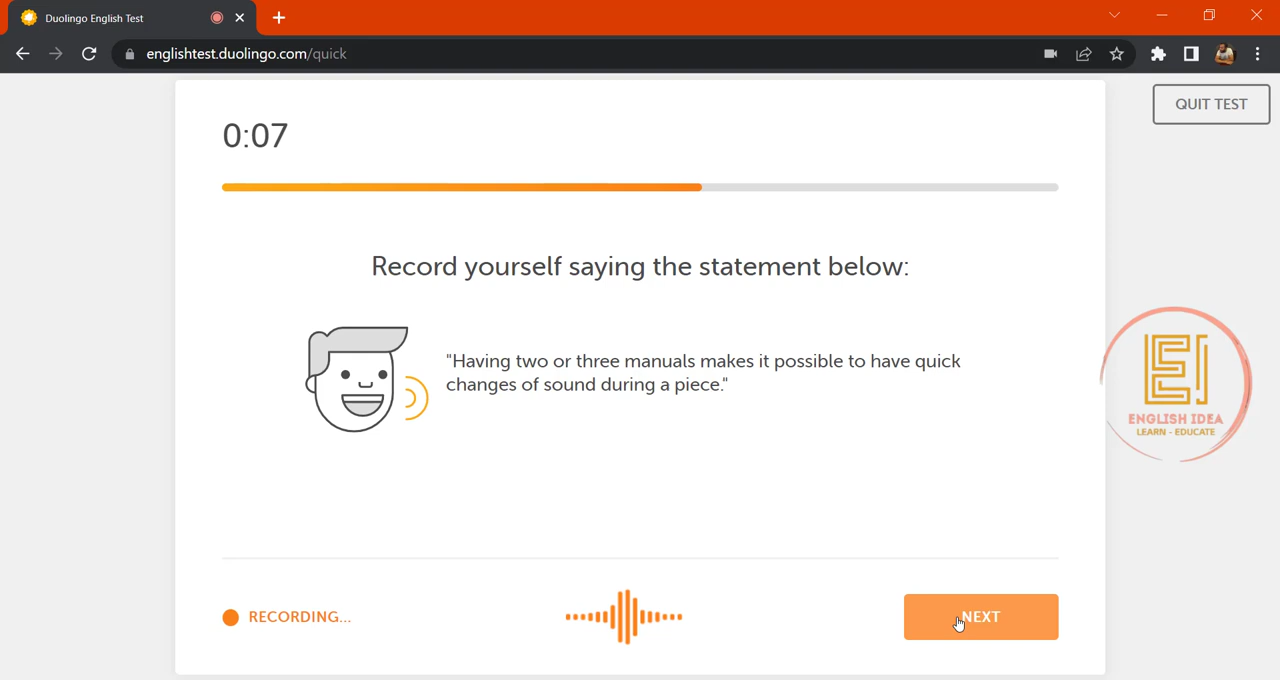 Duolingo English Test
englishtest.duolingo.com/quick
QUIT TEST
0:07
Record yourself saying the statement below:
"Having two or three manuals makes it possible to have quick
changes of sound during a piece."
EI
ENGLISH IDEA
LEARN - EDUCATE
RECORDING...
NEXT